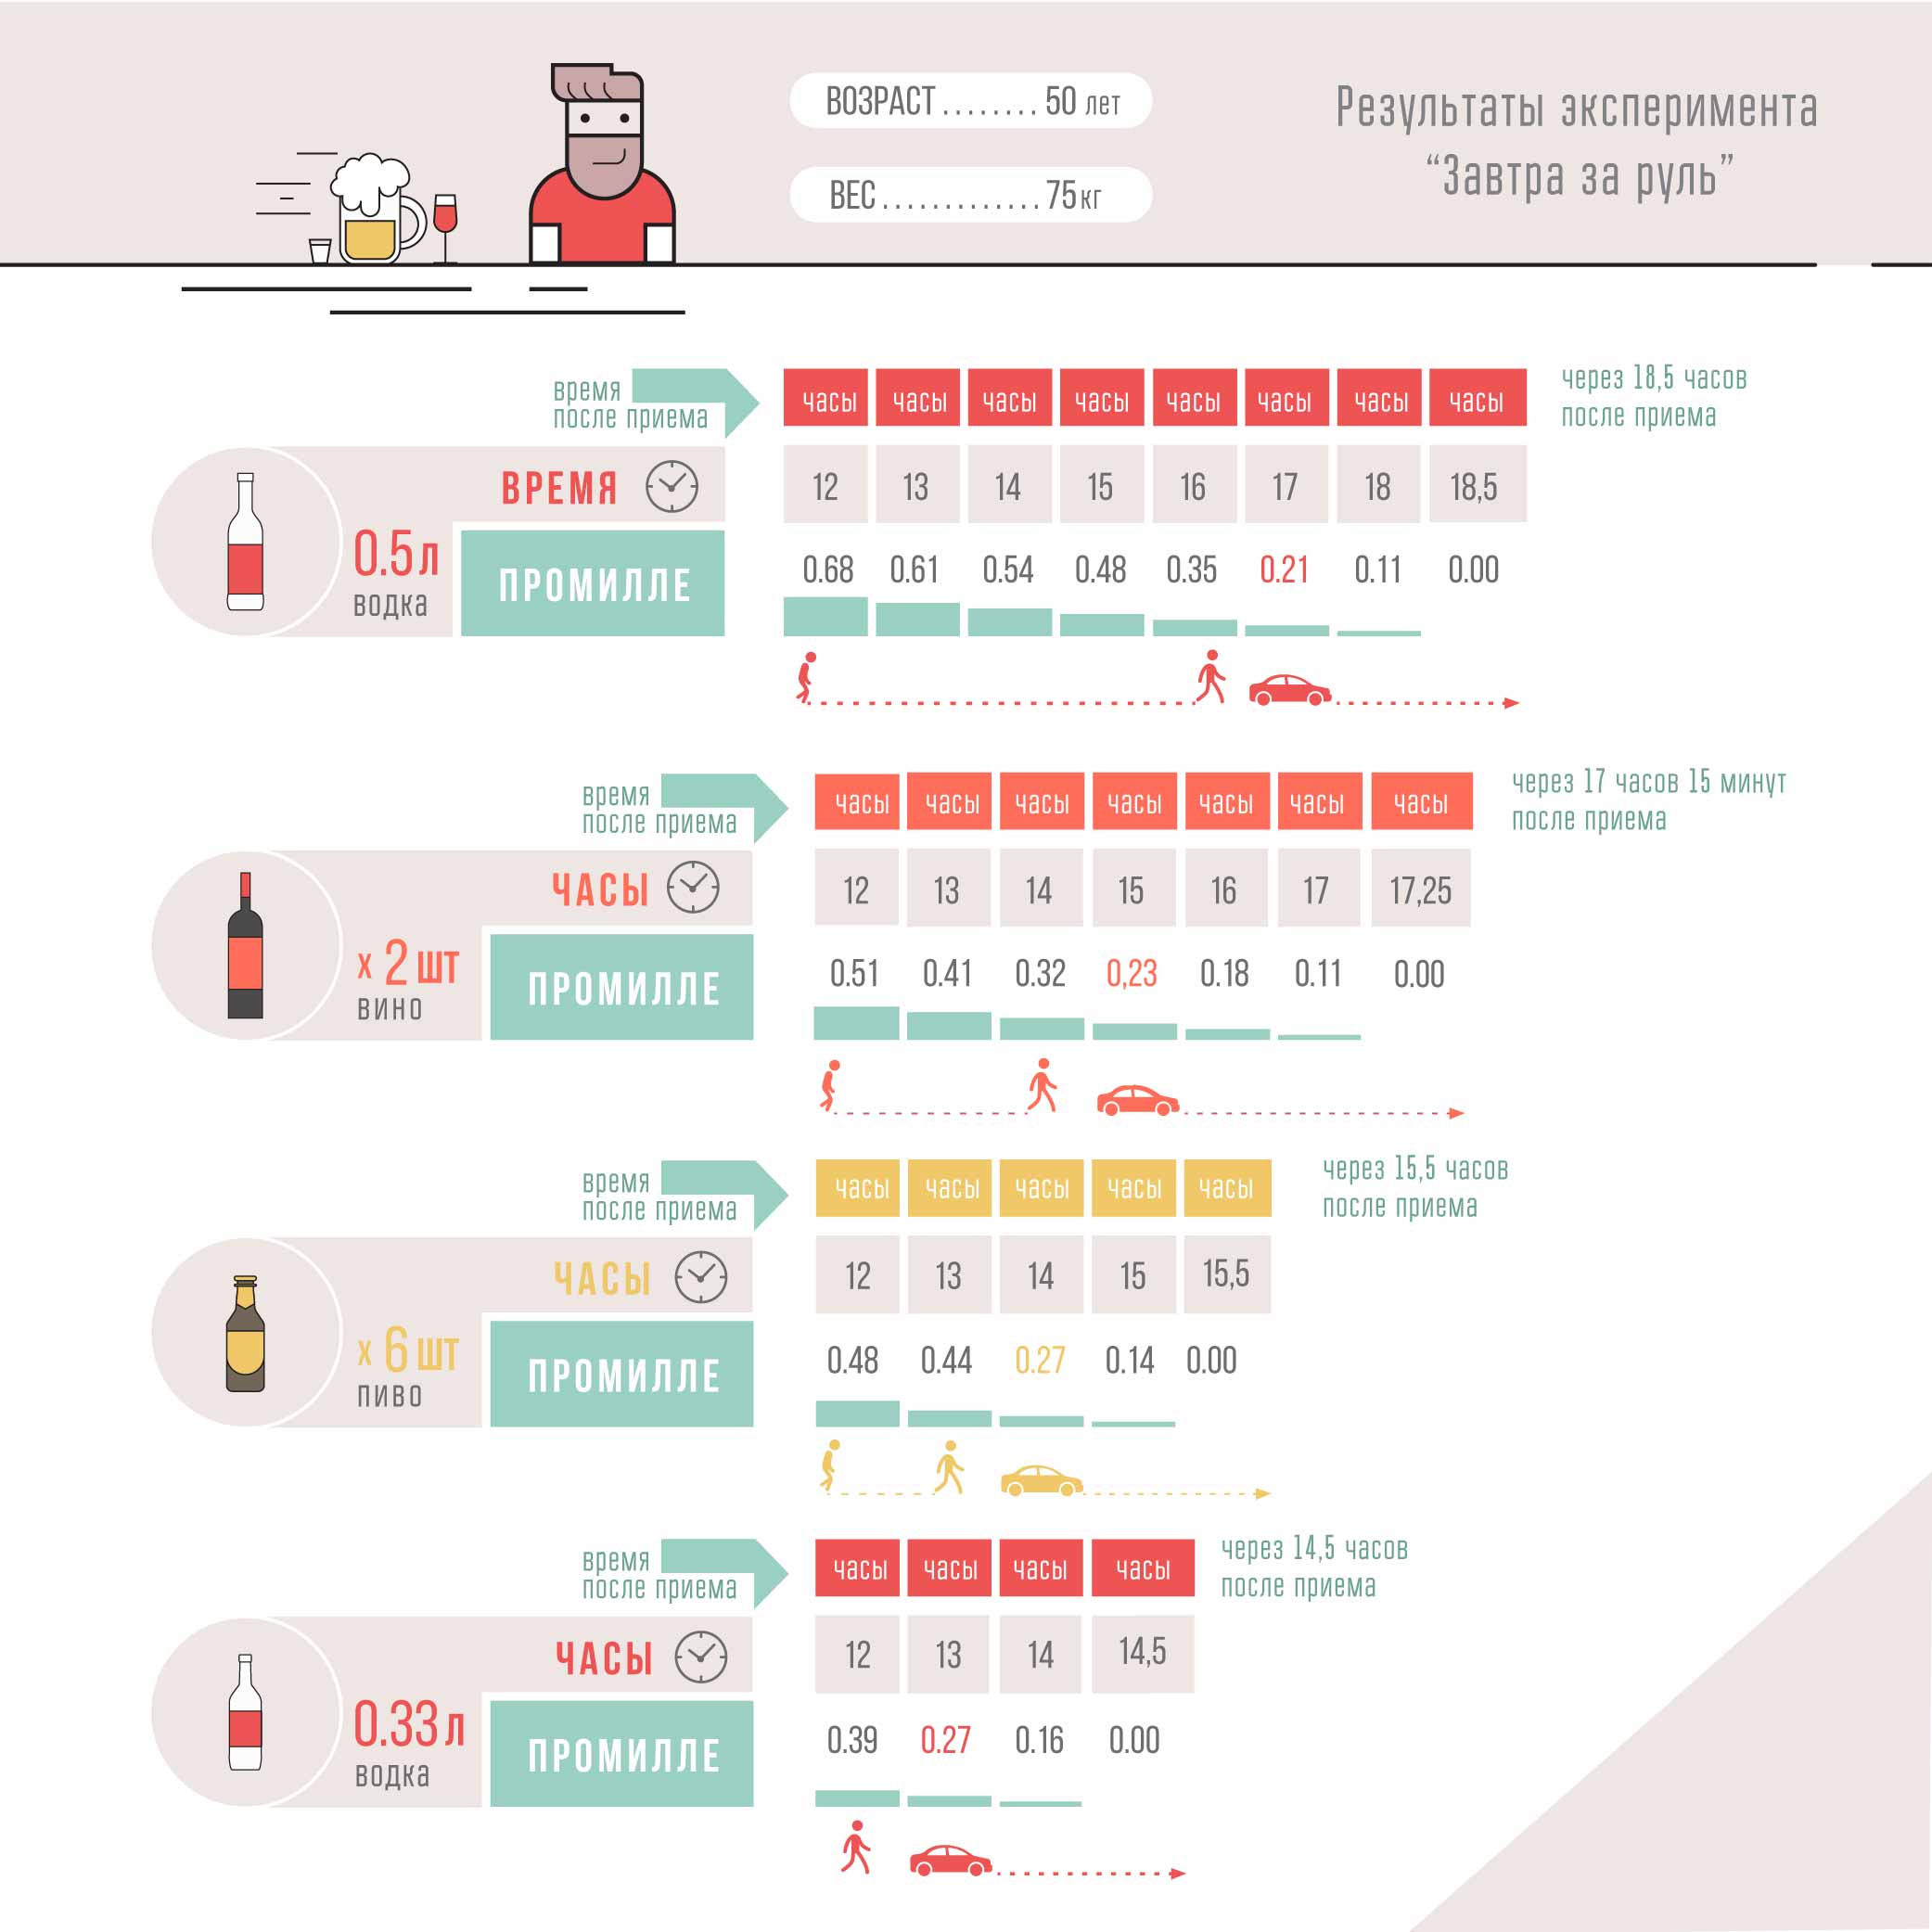 ВОЗРАСТ ........ 50 лет
ВЕС ............. 75 кг
Результаты эксперимента
“Завтра за руль”
время
после приема
часы часы часы часы часы часы часы часы
через 18,5 часов
после приема
ВРЕМЯ
12 13 14 15 16 17 18 18,5
0.5 л
водка
ПРОМИЛЛЕ
0.68 0.61 0.54 0.48 0.35 0.21 0.11 0.00
время
после приема
часы часы часы часы часы часы часы
через 17 часов 15 минут
после приема
ЧАСЫ
12 13 14 15 16 17 17,25
х 2 шт
вино
ПРОМИЛЛЕ
0.51 0.41 0.32 0,23 0.18 0.11 0.00
время
после приема
часы часы часы часы часы
через 15,5 часов
после приема
ЧАСЫ
12 13 14 15 15,5
х 6 шт
пиво
ПРОМИЛЛЕ
0.48 0.44 0.27 0.14 0.00
время
после приема
часы часы часы часы
через 14,5 часов
после приема
ЧАСЫ
12 13 14 14,5
0.33 л
водка
ПРОМИЛЛЕ
0.39 0.27 0.16 0.00